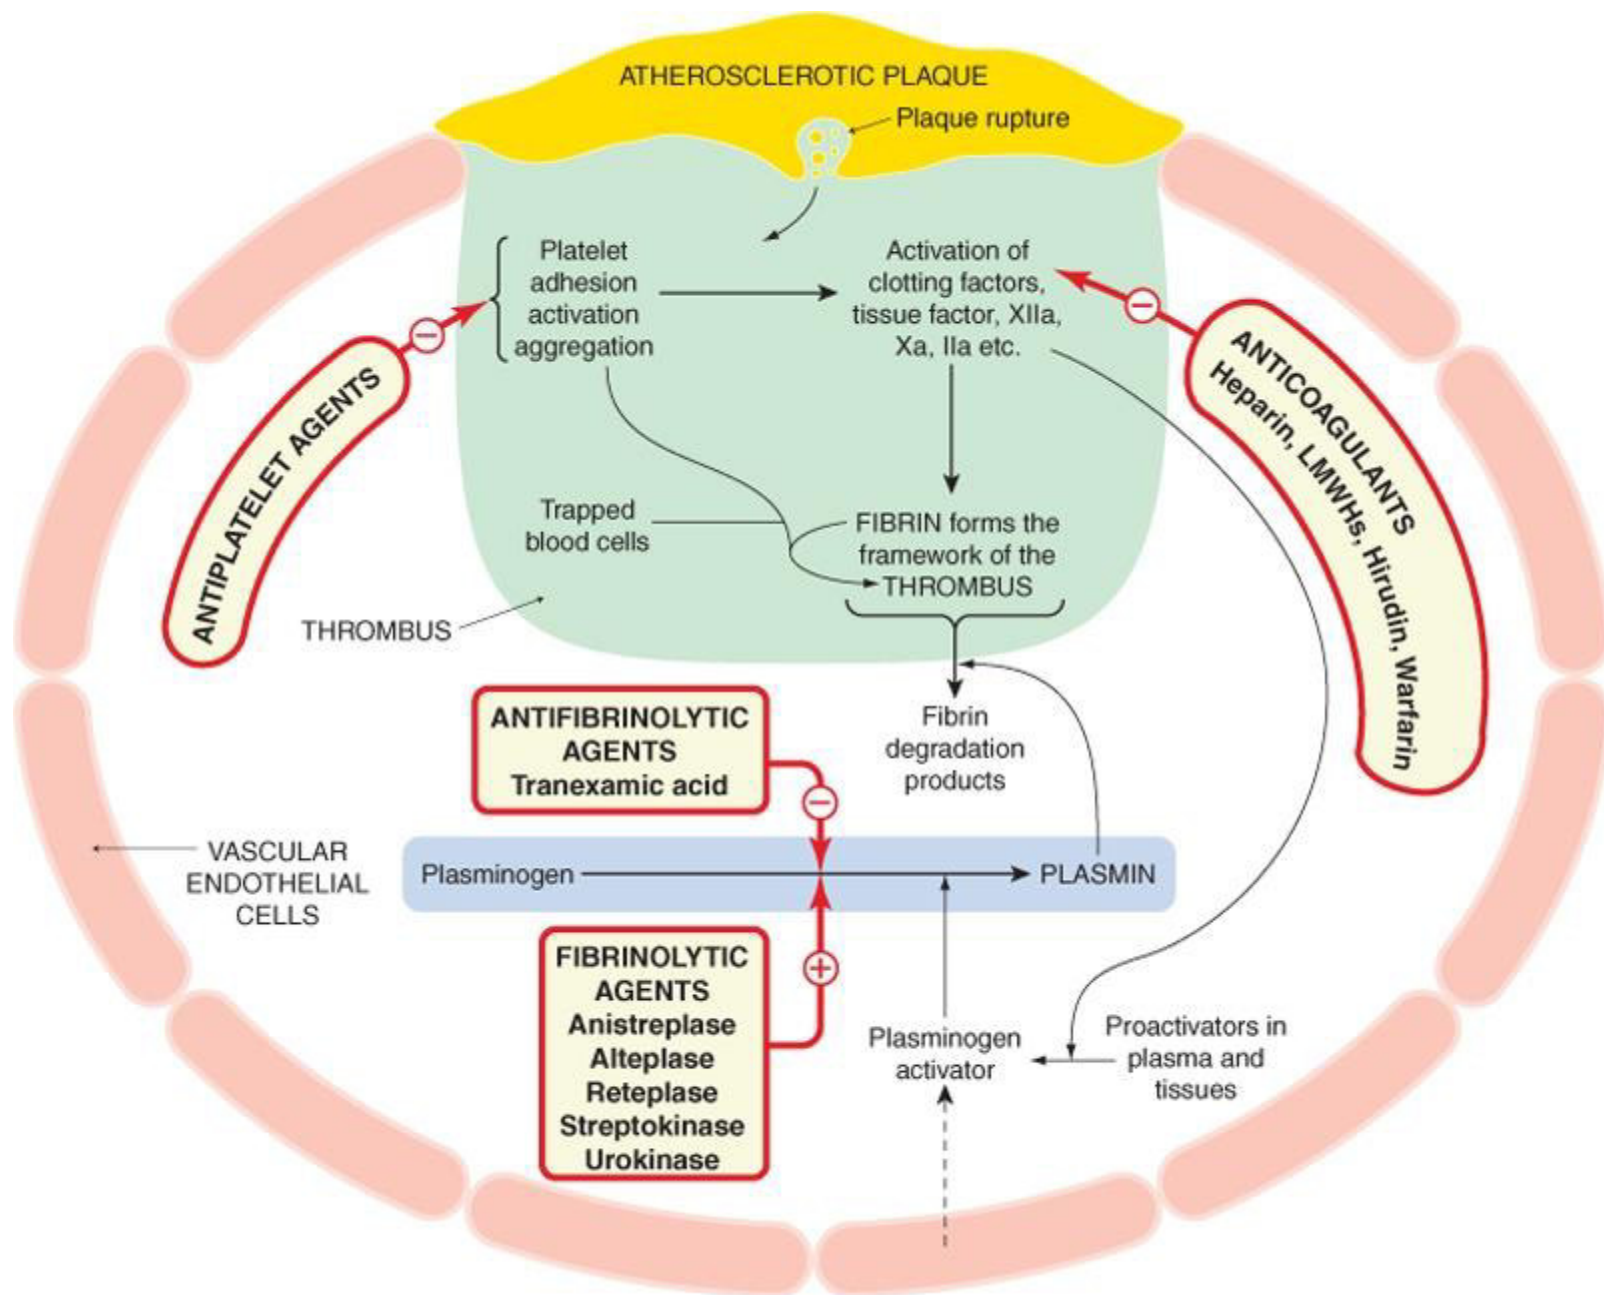 ATHEROSCLEROTIC PLAQUE
Plaque rupture
Platelet
adhesion
activation
aggregation
Activation of
clotting factors,
tissue factor, XIIa,
Xa, IIa etc.
ANTIPLATELET AGENTS
ANTICOAGULANTS
Heparin, LMWHs, Hirudin, Warfarin
Trapped
blood cells
FIBRIN forms the
framework of the
THROMBUS
THROMBUS
ANTIFIBRINOLYTIC
AGENTS
Tranexamic acid
Fibrin
degradation
products
VASCULAR
ENDOTHELIAL
CELLS
Plasminogen
PLASMIN
FIBRINOLYTIC
AGENTS
Anistreplase
Alteplase
Reteplase
Streptokinase
Urokinase
Plasminogen
activator
Proactivators in
plasma and
tissues